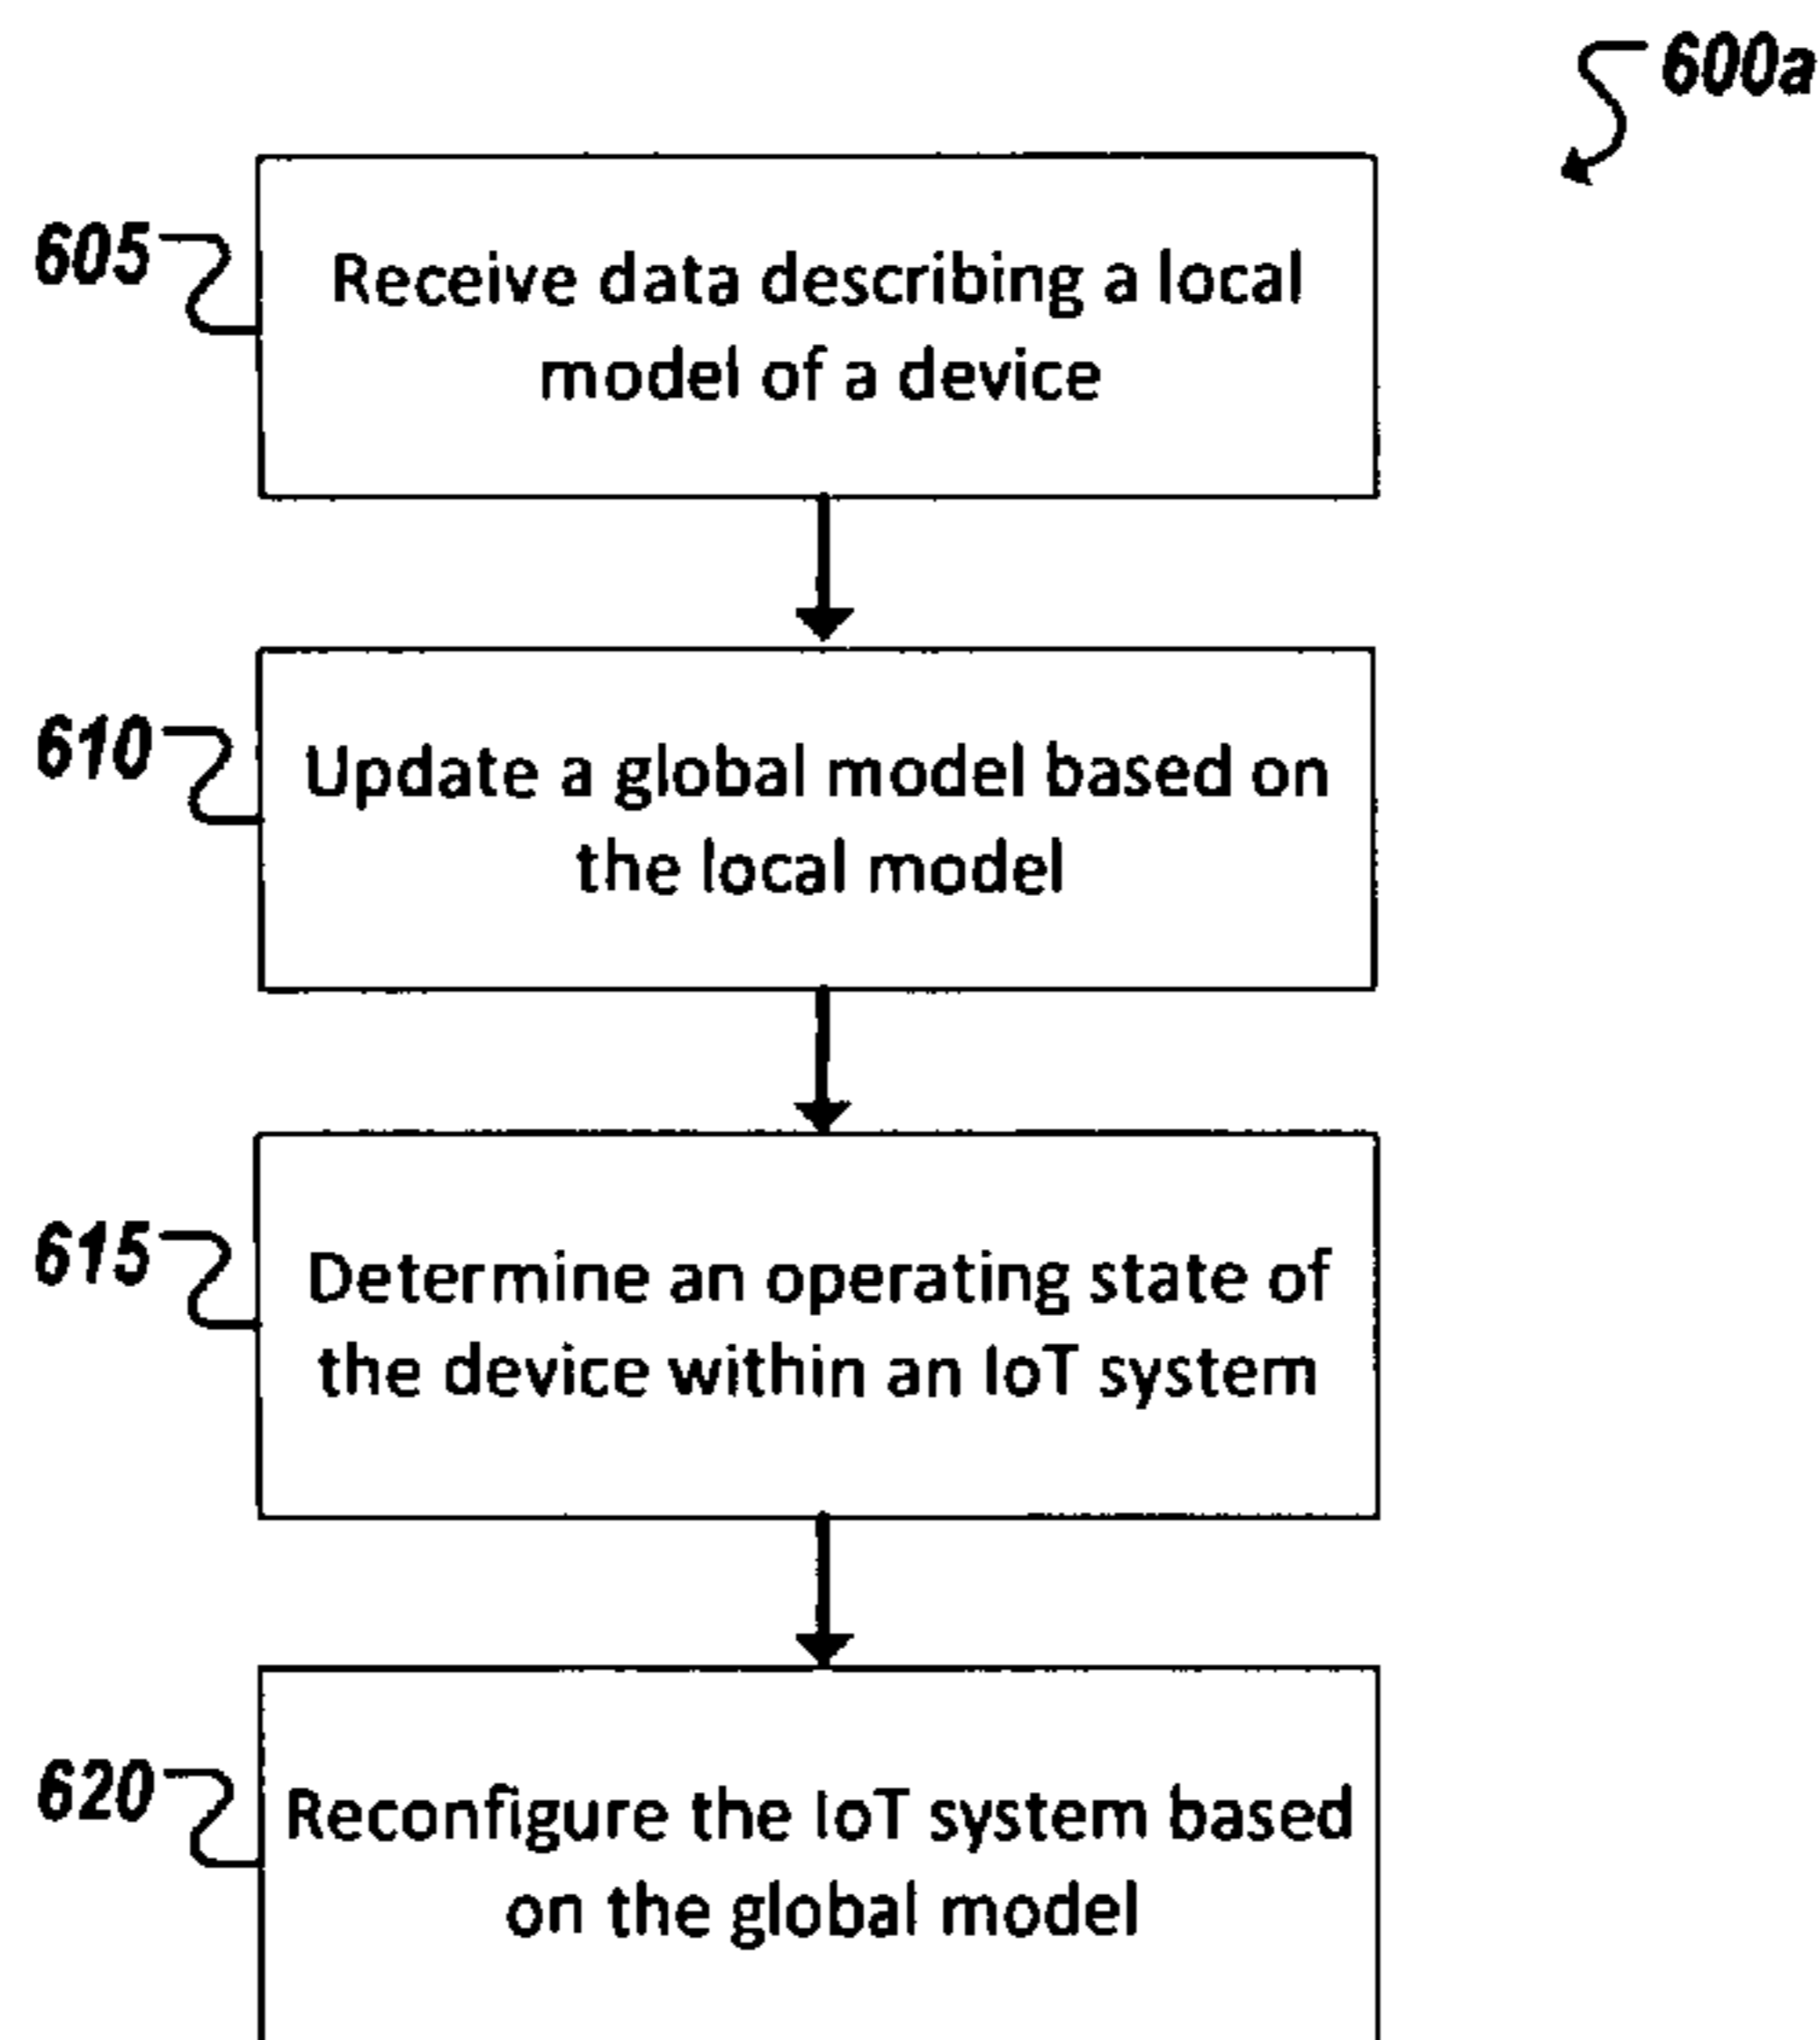 600a
605
Receive data describing a local
model of a device
610
Update a global model based on
the local model
615
Determine an operating state of
the device within an IoT system
620
Reconfigure the IoT system based
on the global model